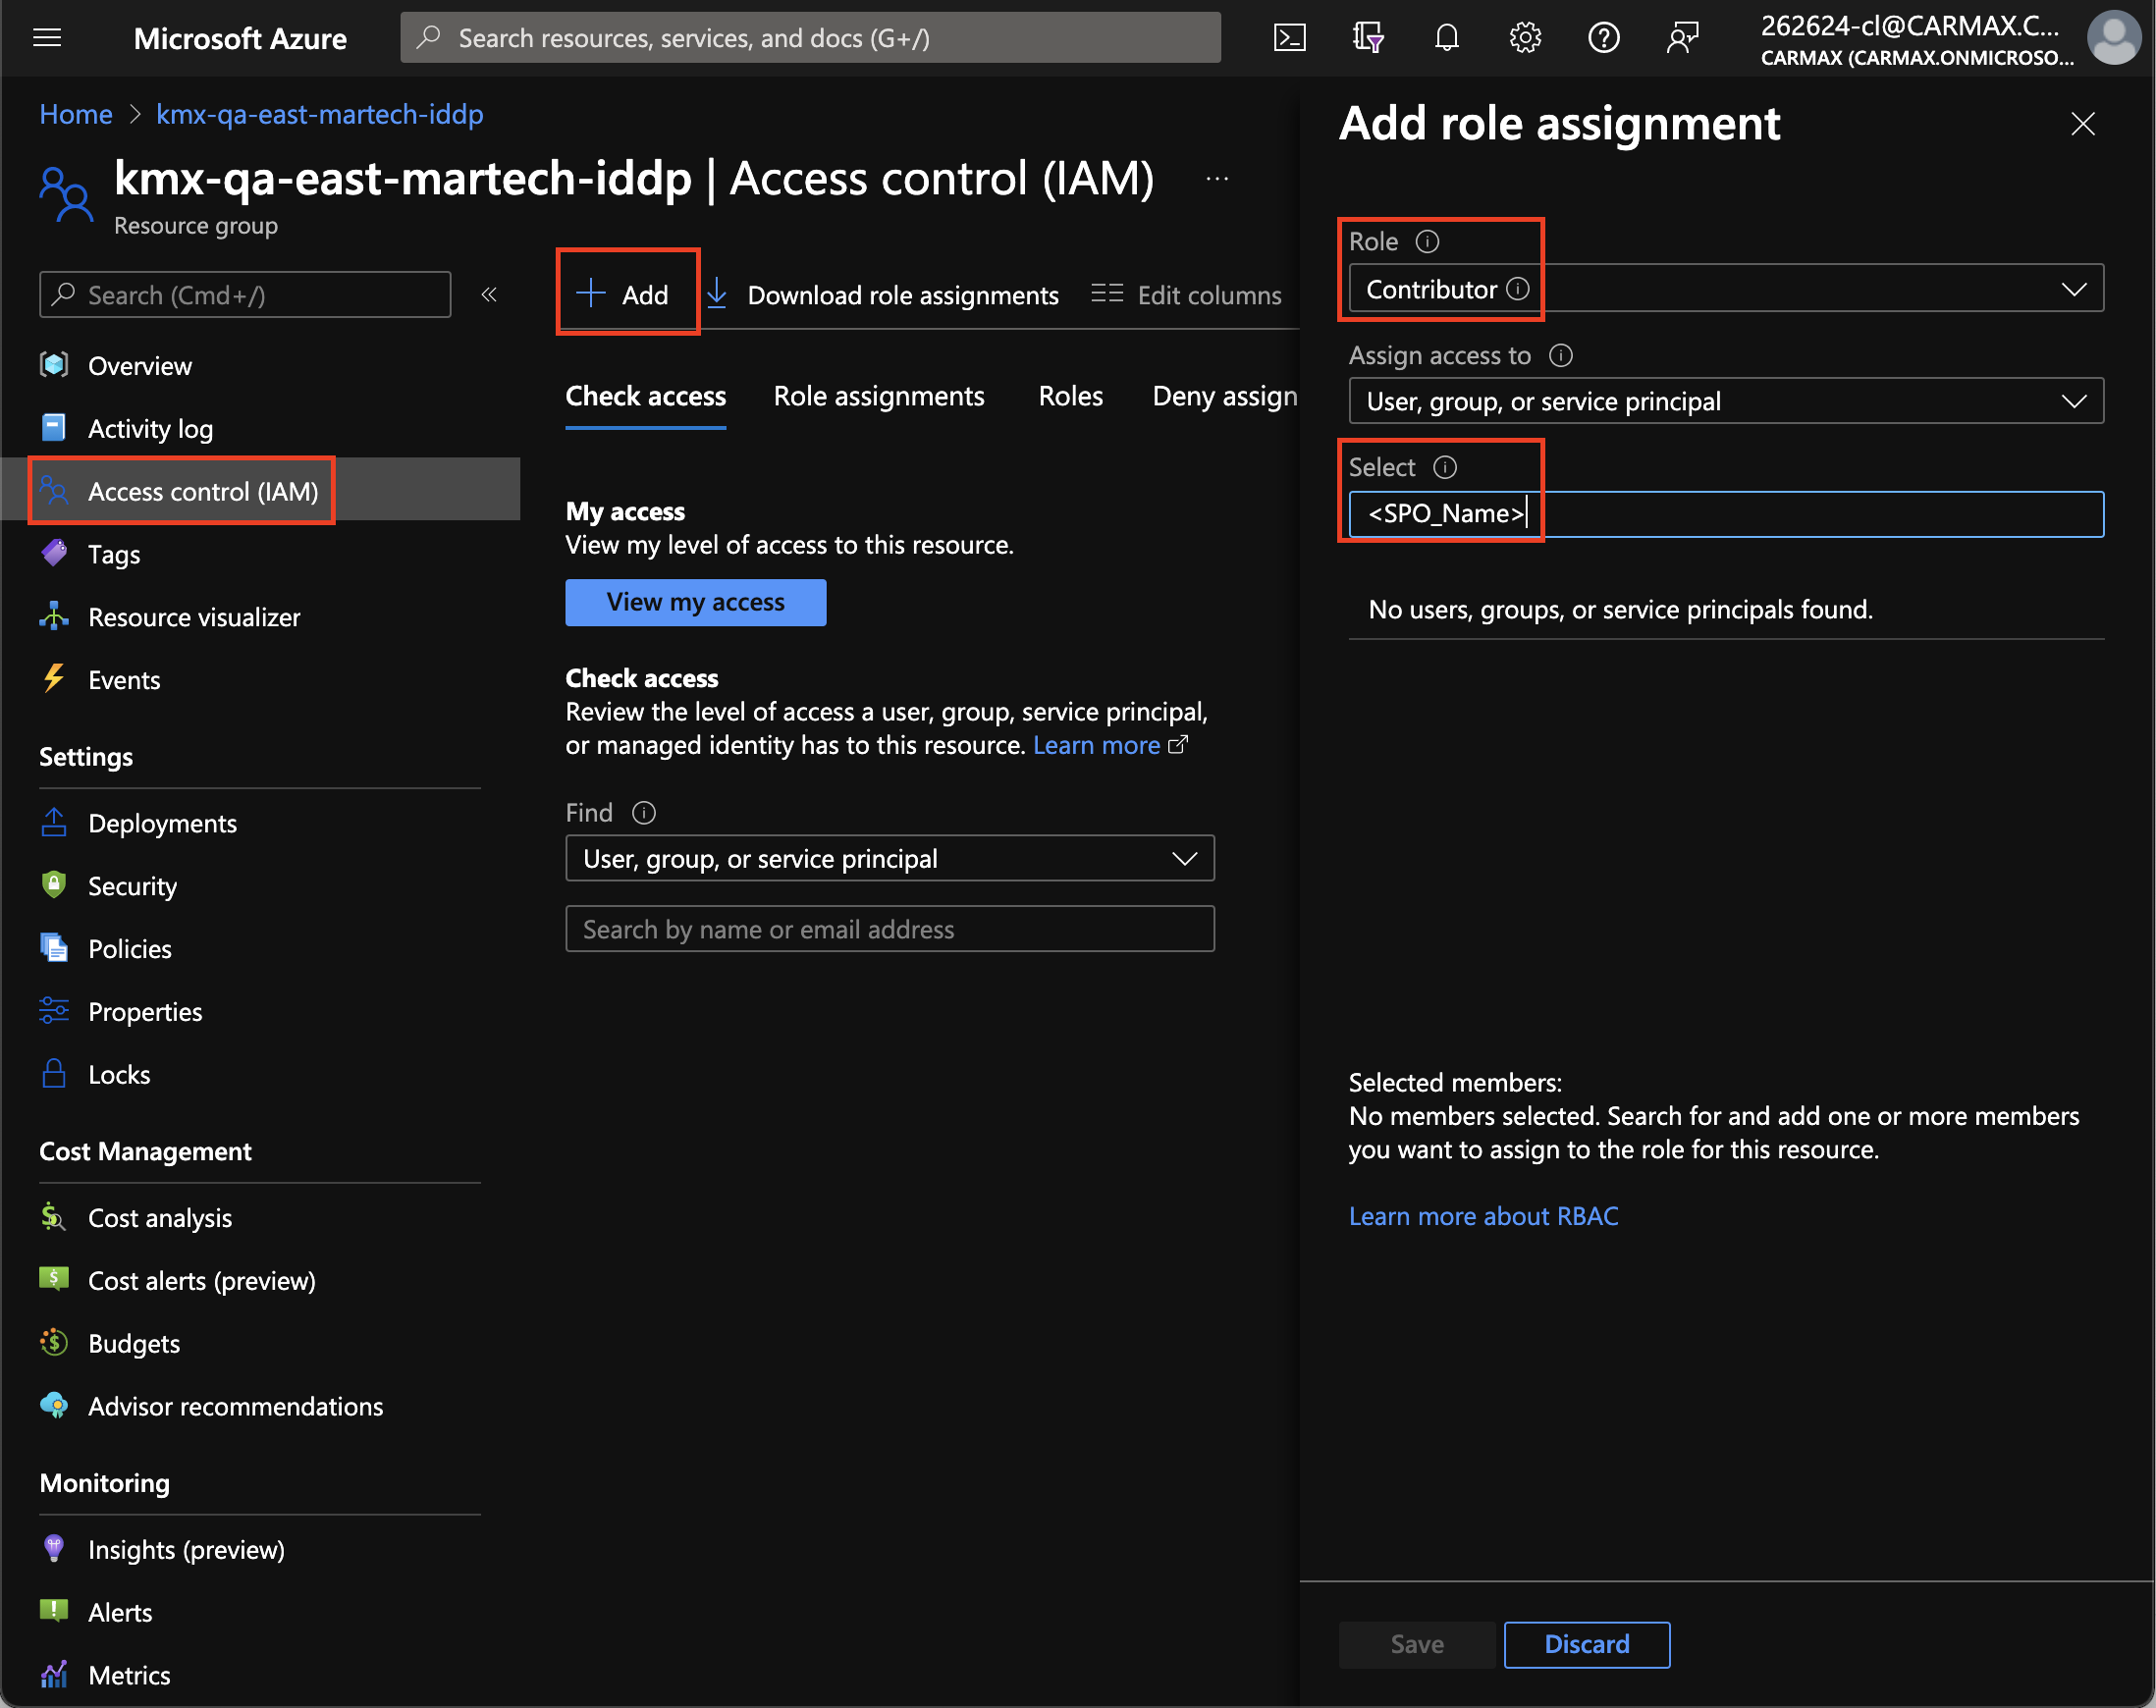 Microsoft Azure
Search resources, services, and docs (G+/)
262624-cl@CARMAX.C...
CARMAX (CARMAX.ONMICROSO...
Home > kmx-qa-east-martech-iddp
kmx-qa-east-martech-iddp | Access control (IAM) ...
Resource group
Search (Cmd+/)
«
Overview
Activity log
Access control (IAM)
Tags
Resource visualizer
Events
Settings
Deployments
Security
Policies
Properties
Locks
Cost Management
Cost analysis
Cost alerts (preview)
Budgets
Advisor recommendations
Monitoring
Insights (preview)
Alerts
Metrics
+ Add
Download role assignments
Edit columns
Check access
Role assignments
Roles
Deny assign
My access
View my level of access to this resource.
View my access
Check access
Review the level of access a user, group, service principal,
or managed identity has to this resource. Learn more
Find
User, group, or service principal
Search by name or email address
Add role assignment
Role
Contributor
Assign access to
User, group, or service principal
Select
<SPO_Name>
No users, groups, or service principals found.
Selected members:
No members selected. Search for and add one or more members
you want to assign to the role for this resource.
Learn more about RBAC
Save
Discard